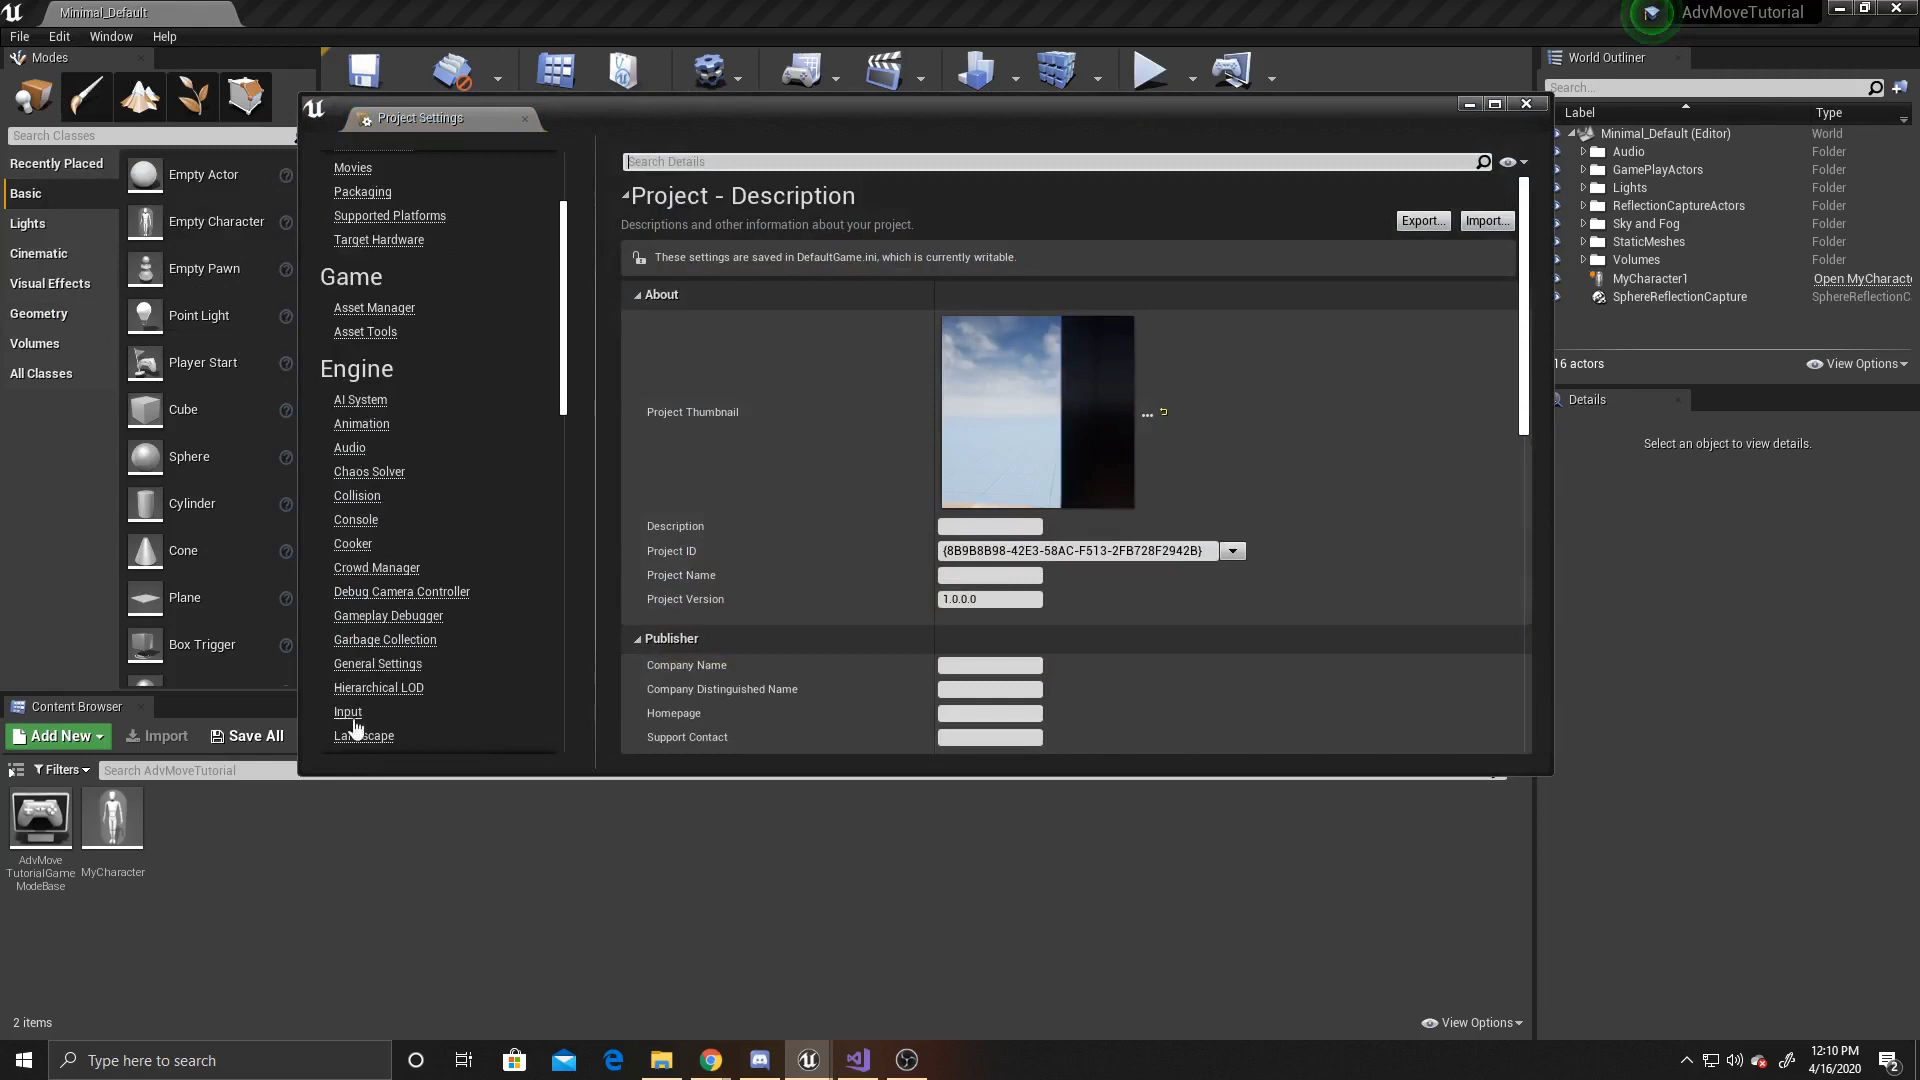 Minimal_Default
AdvMoveTutorial
File Edit Window Help
Modes
Search Classes
Recently Placed
Basic
Lights
Cinematic
Visual Effects
Geometry
Volumes
All Classes
Empty Actor
Empty Character
Empty Pawn
Point Light
Player Start
Cube
Sphere
Cylinder
Cone
Plane
Box Trigger
Project Settings
Movies
Packaging
Supported Platforms
Target Hardware
Game
Asset Manager
Asset Tools
Engine
AI System
Animation
Audio
Chaos Solver
Collision
Console
Cooker
Crowd Manager
Debug Camera Controller
Gameplay Debugger
Garbage Collection
General Settings
Hierarchical LOD
Input
Search Details
Project - Description
Descriptions and other information about your project.
Export... Import...
These settings are saved in DefaultGame.ini, which is currently writable.
About
Project Thumbnail
...
Description
Project ID {8B9B8B98-42E3-58AC-F513-2FB728F2942B}
Project Name
Project Version 1.0.0.0
Publisher
Company Name
Company Distinguished Name
Homepage
Support Contact
World Outliner
Search...
Label Type
Minimal_Default (Editor) World
Audio Folder
GamePlayActors Folder
Lights Folder
ReflectionCaptureActors Folder
Sky and Fog Folder
StaticMeshes Folder
Volumes Folder
MyCharacter1 Open MyCharact
SphereReflectionCapture SphereReflectionC
16 actors View Options
Details
Select an object to view details.
Content Browser
Add New Import Save All
Filters Search AdvMoveTutorial
AdvMove
TutorialGame
ModeBase
MyCharacter
2 items View Options
Type here to search
12:10 PM
4/16/2020
2